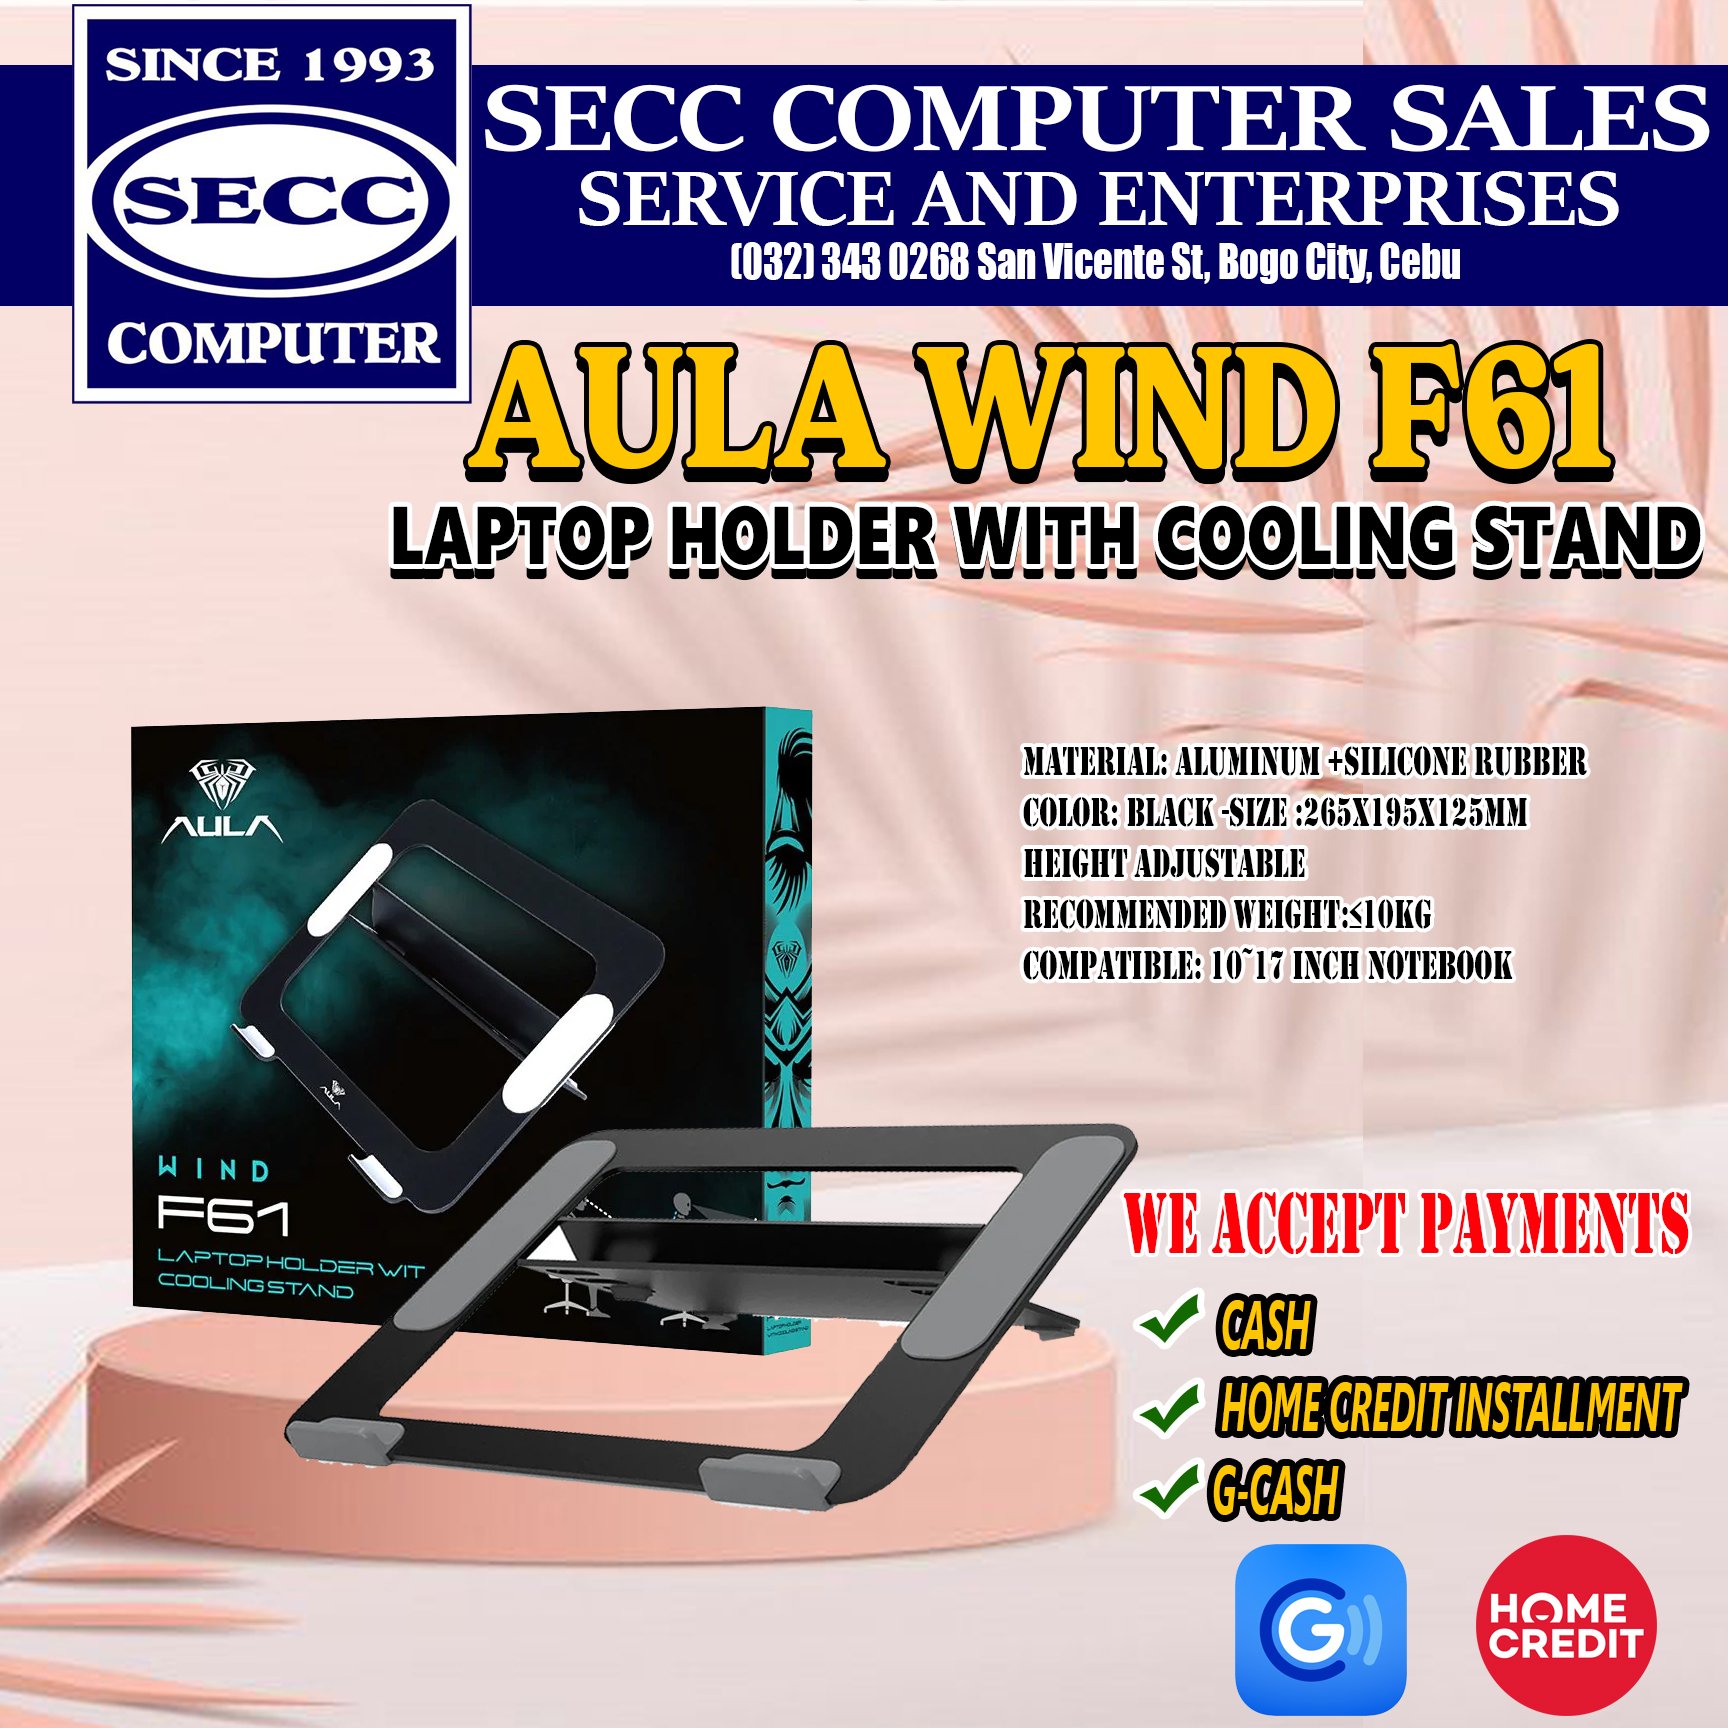 SINCE 1993
SECC
COMPUTER
SECC COMPUTER SALES
SERVICE AND ENTERPRISES
(032) 343 0268 San Vicente St, Bogo City, Cebu
AULA WIND F61
LAPTOP HOLDER WITH COOLING STAND
MATERIAL: ALUMINUM +SILICONE RUBBER
COLOR: BLACK -SIZE :265X195X125MM
HEIGHT ADJUSTABLE
RECOMMENDED WEIGHT:≤10KG
COMPATIBLE: 10~17 INCH NOTEBOOK
AULA
AULA
WIND
F61
LAPTOP HOLDER WIT
COOLING STAND
WE ACCEPT PAYMENTS
CASH
HOME CREDIT INSTALLMENT
G-CASH
G
HOME
CREDIT